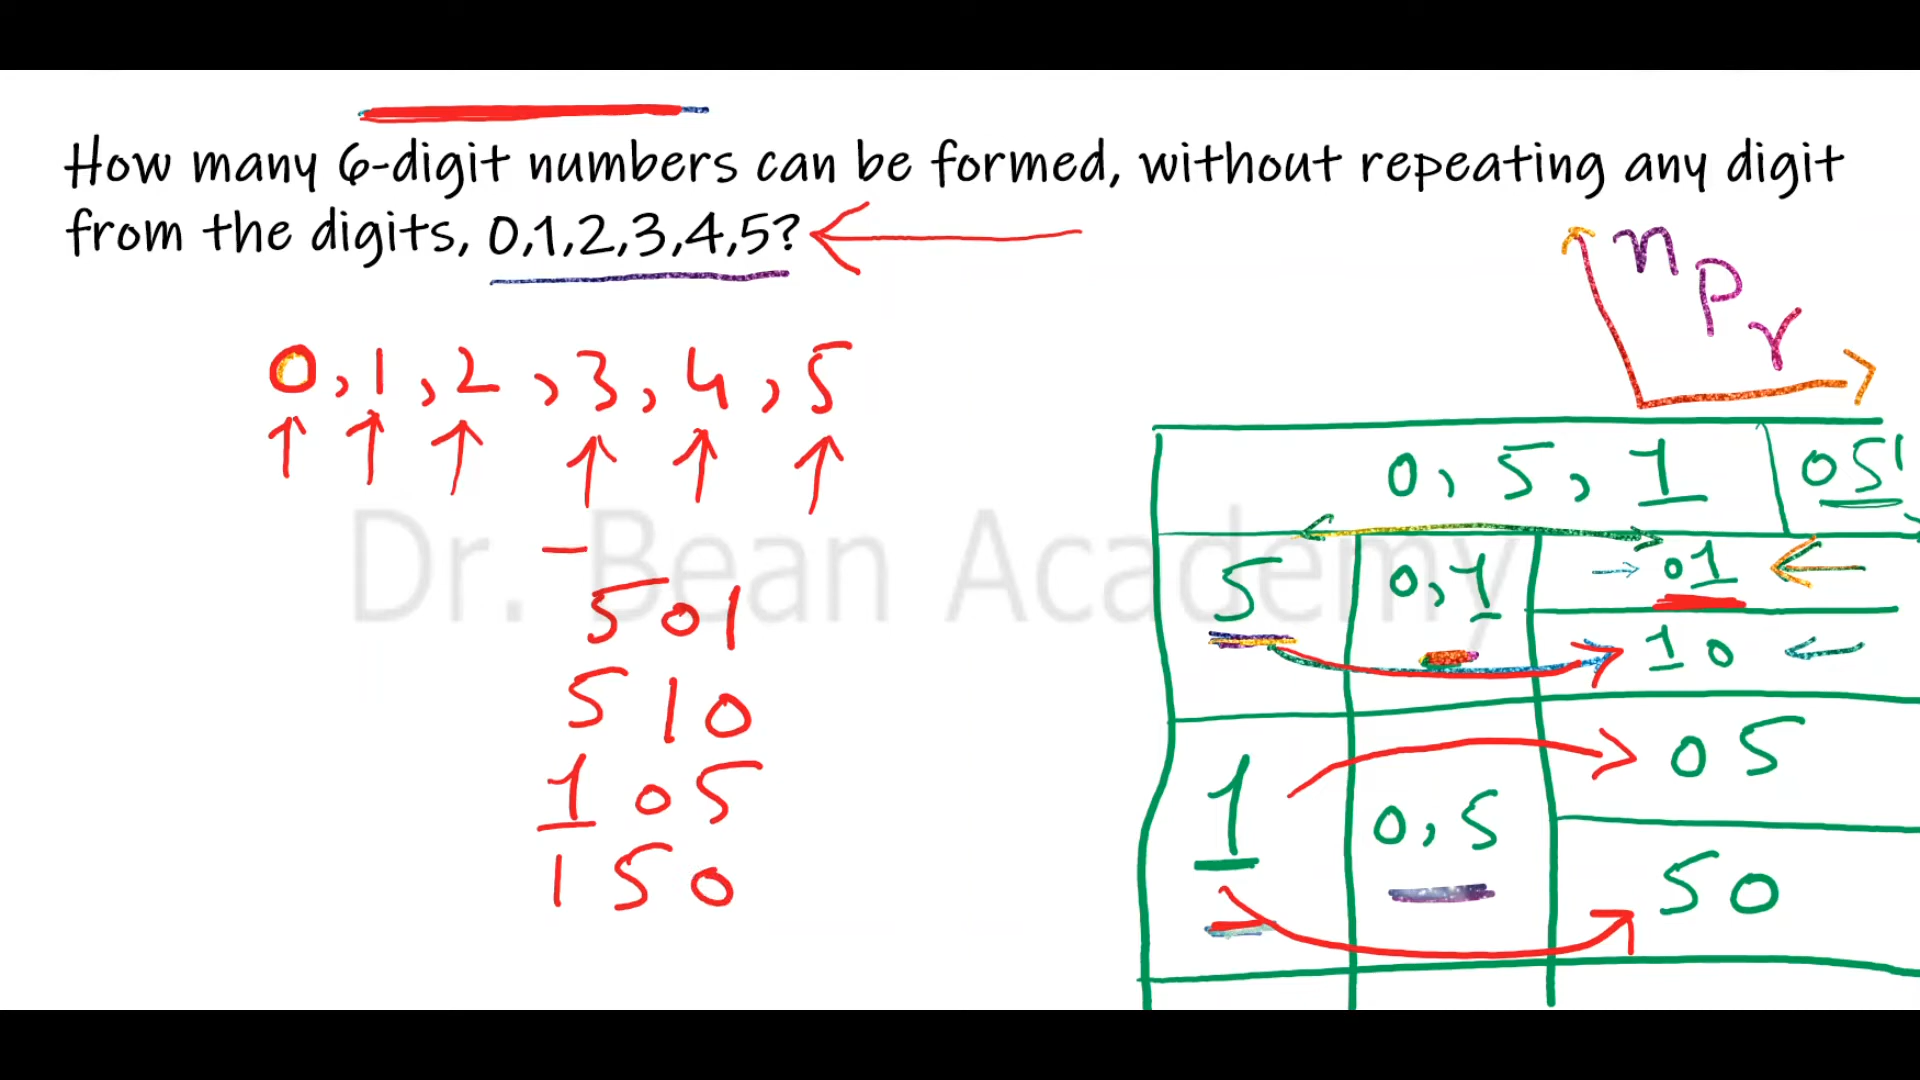 How many 6-digit numbers can be formed, without repeating any digit
from the digits, 0,1,2,3,4,5?
n P r
0, 1, 2, 3, 4, 5
Dr. Bean Academy
501
510
105
150
0, 5, 1
051
5
0, 1
01
10
1
0, 5
05
50